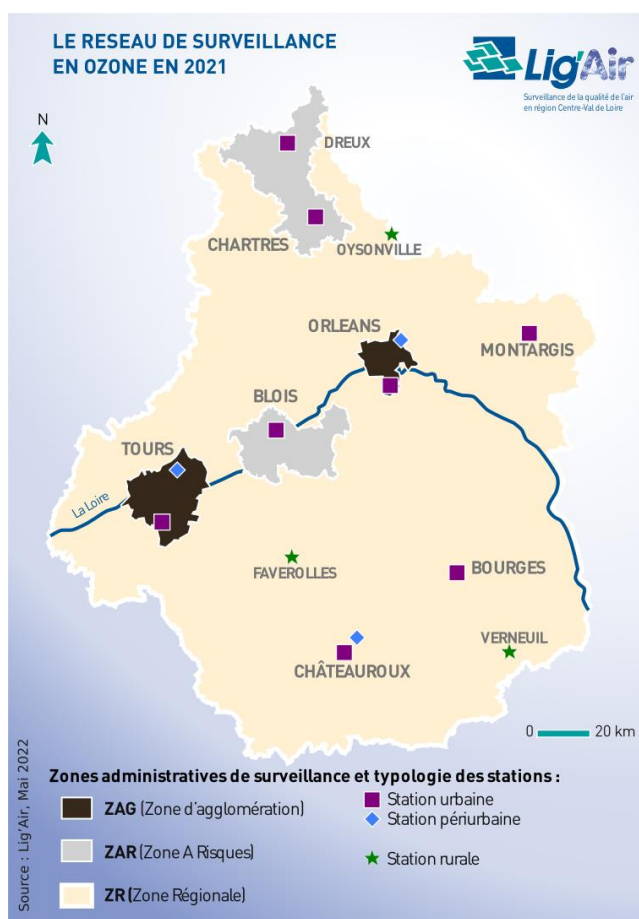 LE RESEAU DE SURVEILLANCE
EN OZONE EN 2021
Lig'Air
Surveillance de la qualité de l'air
en région Centre-Val de Loire
N
DREUX
CHARTRES
OYSONVILLE
ORLEANS
MONTARGIS
BLOIS
TOURS
La Loire
FAVEROLLES
BOURGES
VERNEUIL
CHÂTEAUROUX
0 20 km
Zones administratives de surveillance et typologie des stations :
ZAG (Zone d'agglomération)
ZAR (Zone A Risques)
ZR (Zone Régionale)
Station urbaine
Station périurbaine
Station rurale
Source : Lig'Air, Mai 2022